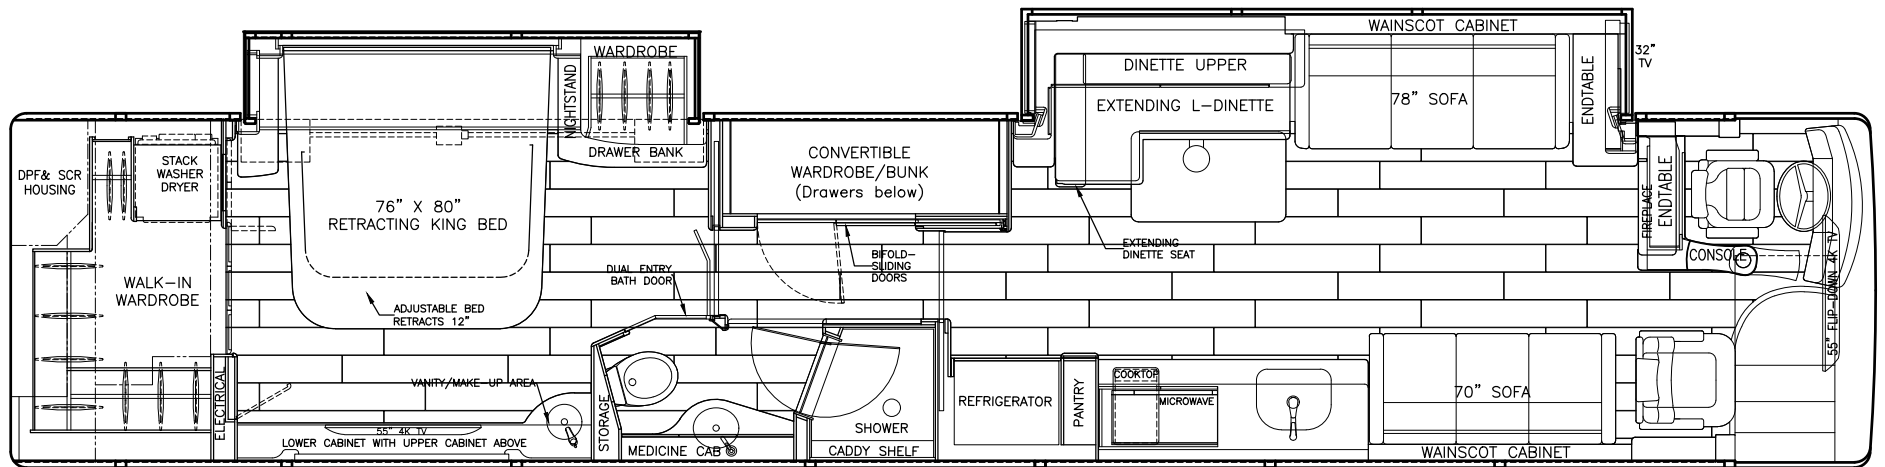 WAINSCOT CABINET
WARDROBE
32"
TV
DINETTE UPPER
NIGHTSTAND
ENDTABLE
78" SOFA
EXTENDING L-DINETTE
DRAWER BANK
STACK
WASHER
DRYER
DPF& SCR
HOUSING
CONVERTIBLE
WARDROBE/BUNK
(Drawers below)
76" X 80"
RETRACTING KING BED
FIREPLACE
ENDTABLE
EXTENDING
DINETTE SEAT
BIFOLD-
SLIDING
DOORS
CONSOLE
DUAL ENTRY
BATH DOOR
WALK-IN
WARDROBE
ADJUSTABLE BED
RETRACTS 12"
55" FLIP-DOWN 4K TV
VANITY/MAKE-UP AREA
COOKTOP
MICROWAVE
REFRIGERATOR
PANTRY
70" SOFA
ELECTRICAL
STORAGE
55" 4K TV
LOWER CABINET WITH UPPER CABINET ABOVE
MEDICINE CAB
SHOWER
CADDY SHELF
WAINSCOT CABINET